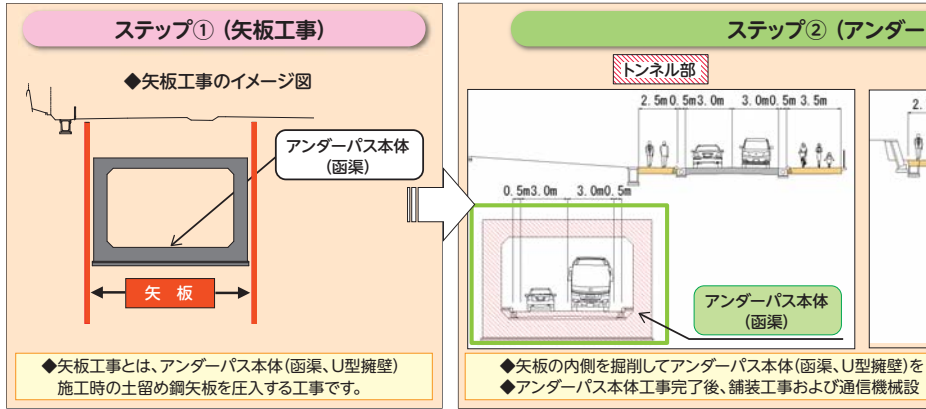 ステップ① (矢板工事)
◆矢板工事のイメージ図
アンダーパス本体
(函渠)
矢 板
◆矢板工事とは、アンダーパス本体(函渠、U型擁壁)
施工時の土留め鋼矢板を圧入する工事です。
ステップ② (アンダー
トンネル部
2. 5m 0. 5m 3. 0m 3. 0m 0. 5m 3. 5m
2.
0. 5m 3. 0m 3. 0m 0. 5m
アンダーパス本体
(函渠)
◆矢板の内側を掘削してアンダーパス本体(函渠、U型擁壁)を
◆アンダーパス本体工事完了後、舗装工事および通信機械設